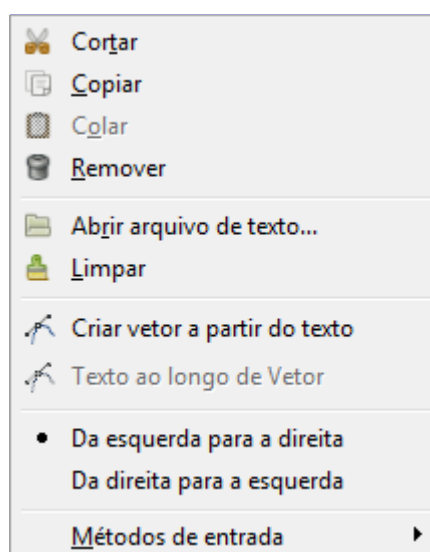 Cortar
Copiar
Colar
Remover
Abrir arquivo de texto...
Limpar
Criar vetor a partir do texto
Texto ao longo de Vetor
Da esquerda para a direita
Da direita para a esquerda
Métodos de entrada